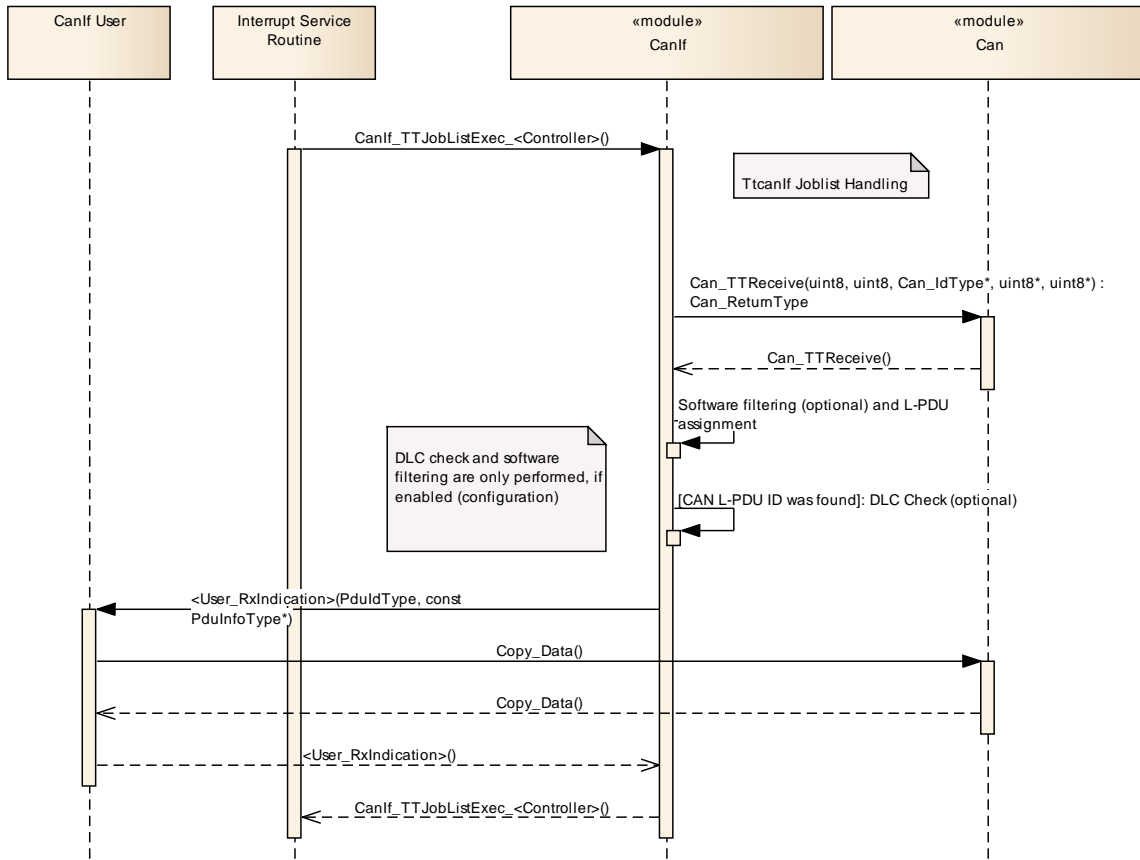 CanIf User
Interrupt Service
Routine
«module»
CanIf
«module»
Can
CanIf_TTJobListExec_<Controller>()
TtcanIf Joblist Handling
Can_TTReceive(uint8, uint8, Can_IdType*, uint8*, uint8*) :
Can_ReturnType
Can_TTReceive()
Software filtering (optional) and L-PDU
assignment
DLC check and software
filtering are only performed, if
enabled (configuration)
[CAN L-PDU ID was found]: DLC Check (optional)
<User_RxIndication>(PduIdType, const
PduInfoType*)
Copy_Data()
Copy_Data()
<User_RxIndication>()
CanIf_TTJobListExec_<Controller>()